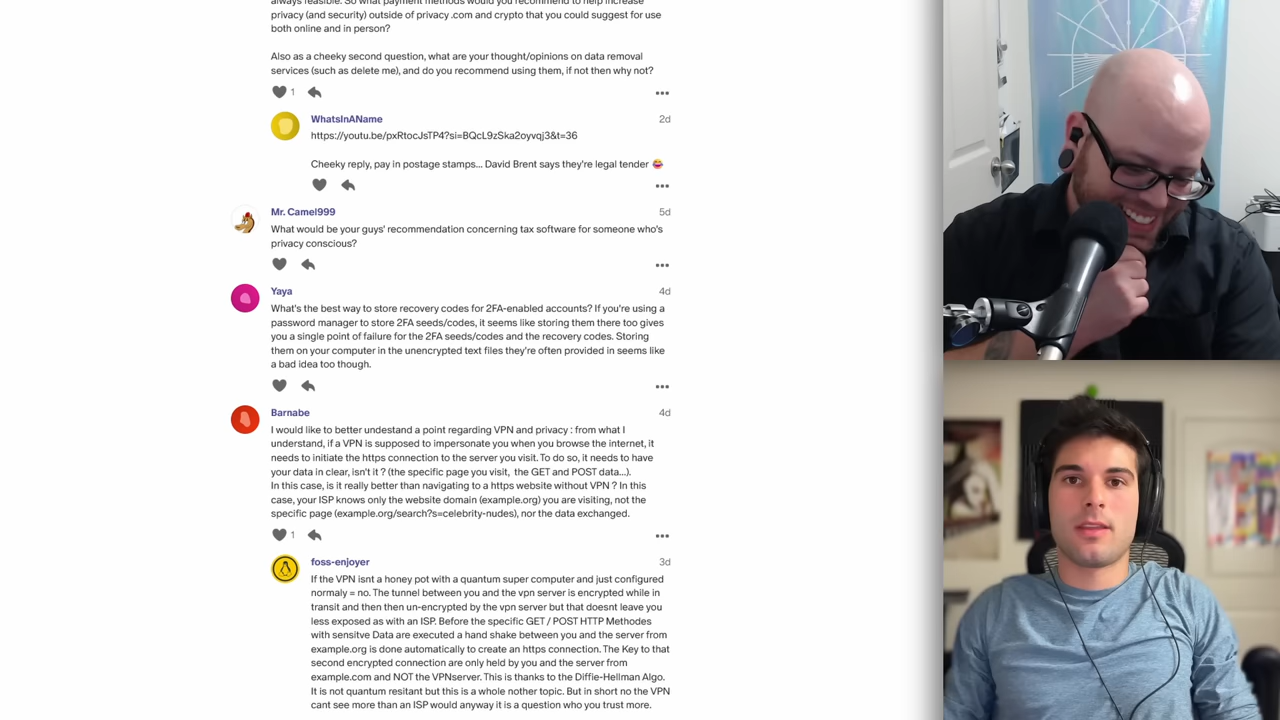 always feasible. So what payment methods would you recommend to help increase
privacy (and security) outside of privacy .com and crypto that you could suggest for use
both online and in person?
Also as a cheeky second question, what are your thought/opinions on data removal
services (such as delete me), and do you recommend using them, if not then why not?
1
WhatsInAName 2d
https://youtu.be/pxRtocJsTP4?si=BQcL9zSka2oyvqj3&t=36
Cheeky reply, pay in postage stamps... David Brent says they're legal tender 😂
Mr. Camel999 5d
What would be your guys' recommendation concerning tax software for someone who's
privacy conscious?
Yaya 4d
What's the best way to store recovery codes for 2FA-enabled accounts? If you're using a
password manager to store 2FA seeds/codes, it seems like storing them there too gives
you a single point of failure for the 2FA seeds/codes and the recovery codes. Storing
them on your computer in the unencrypted text files they're often provided in seems like
a bad idea too though.
Barnabe 4d
I would like to better undestand a point regarding VPN and privacy : from what I
understand, if a VPN is supposed to impersonate you when you browse the internet, it
needs to initiate the https connection to the server you visit. To do so, it needs to have
your data in clear, isn't it ? (the specific page you visit, the GET and POST data...).
In this case, is it really better than navigating to a https website without VPN ? In this
case, your ISP knows only the website domain (example.org) you are visiting, not the
specific page (example.org/search?s=celebrity-nudes), nor the data exchanged.
1
foss-enjoyer 3d
If the VPN isnt a honey pot with a quantum super computer and just configured
normaly = no. The tunnel between you and the vpn server is encrypted while in
transit and then then un-encrypted by the vpn server but that doesnt leave you
less exposed as with an ISP. Before the specific GET / POST HTTP Methodes
with sensitve Data are executed a hand shake between you and the server from
example.org is done automatically to create an https connection. The Key to that
second encrypted connection are only held by you and the server from
example.com and NOT the VPNserver. This is thanks to the Diffie-Hellman Algo.
It is not quantum resitant but this is a whole nother topic. But in short no the VPN
cant see more than an ISP would anyway it is a question who you trust more.